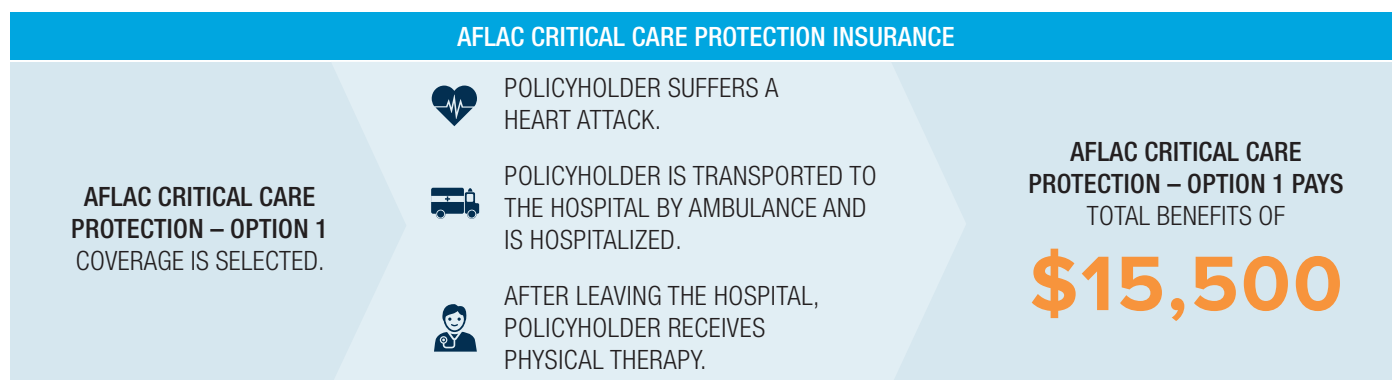 AFLAC CRITICAL CARE PROTECTION INSURANCE
AFLAC CRITICAL CARE
PROTECTION – OPTION 1
COVERAGE IS SELECTED.
POLICYHOLDER SUFFERS A
HEART ATTACK.
POLICYHOLDER IS TRANSPORTED TO
THE HOSPITAL BY AMBULANCE AND
IS HOSPITALIZED.
AFTER LEAVING THE HOSPITAL,
POLICYHOLDER RECEIVES
PHYSICAL THERAPY.
AFLAC CRITICAL CARE
PROTECTION – OPTION 1 PAYS
TOTAL BENEFITS OF
$15,500